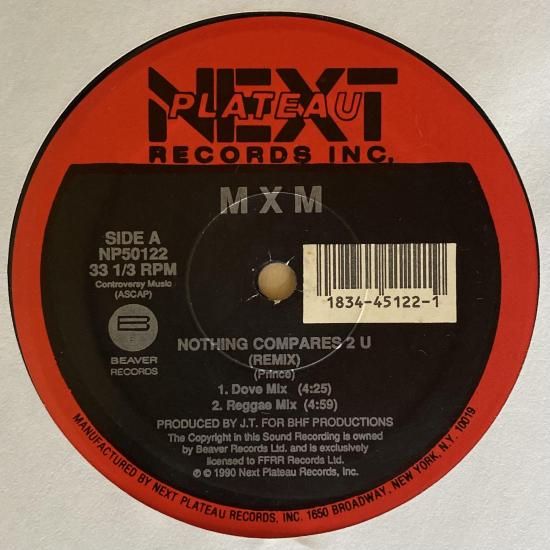 NEXT
PLATEAU
RECORDS INC.
M X M
SIDE A
NP50122
33 1/3 RPM
Controversy Music
(ASCAP)
B
BEAVER
RECORDS
1834-45122-1
NOTHING COMPARES 2 U
(REMIX)
(Prince)
1. Dove Mix (4:25)
2. Reggae Mix (4:59)
PRODUCED BY J.T. FOR BHF PRODUCTIONS
The Copyright in this Sound Recording is owned
by Beaver Records Ltd. and is exclusively
licensed to FFRR Records Ltd.
℗ © 1990 Next Plateau Records, Inc.
MANUFACTURED BY NEXT PLATEAU RECORDS, INC. 1650 BROADWAY, NEW YORK, N.Y. 10019